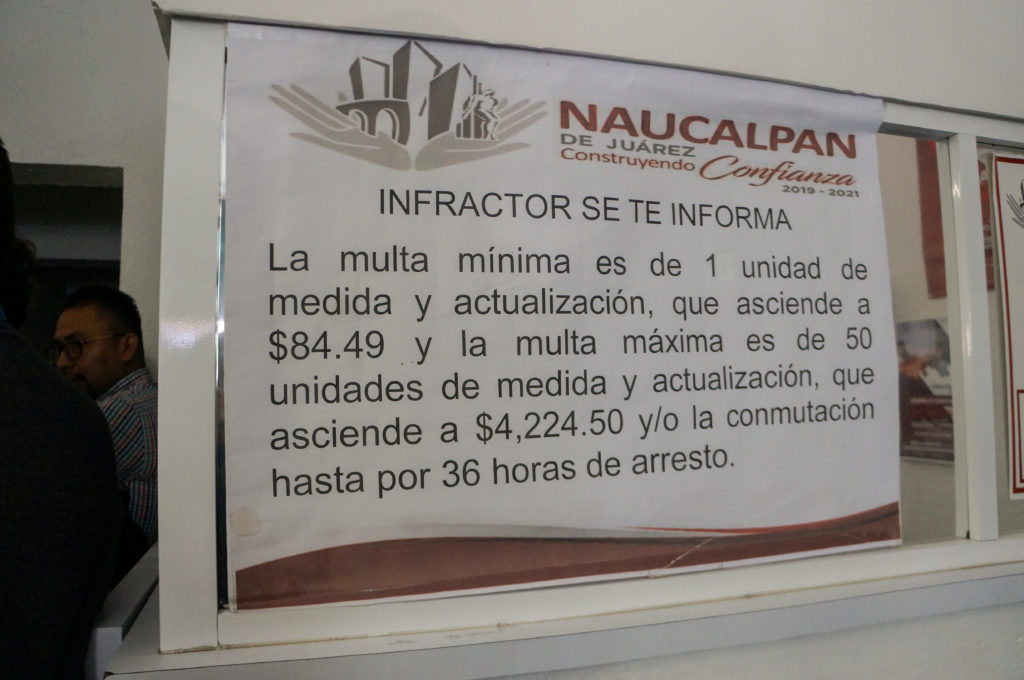 NAUCALPAN
DE JUÁREZ
Construyendo Confianza
2019 - 2021
INFRACTOR SE TE INFORMA
La multa mínima es de 1 unidad de
medida y actualización, que asciende a
$84.49 y la multa máxima es de 50
unidades de medida y actualización, que
asciende a $4,224.50 y/o la conmutación
hasta por 36 horas de arresto.